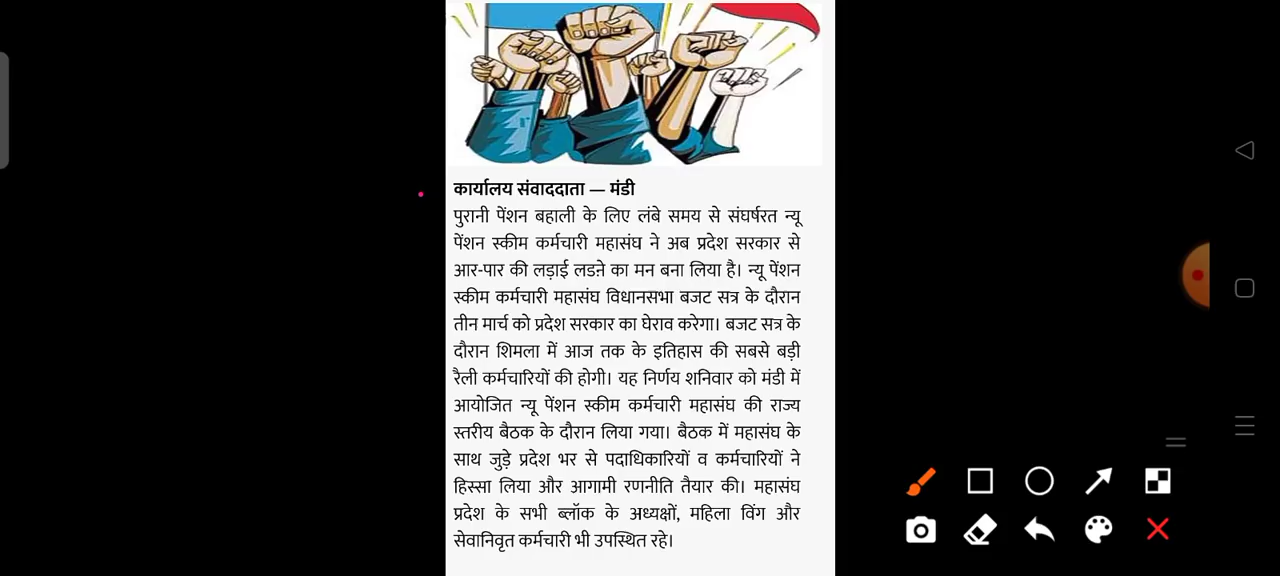 कार्यालय संवाददाता — मंडी
पुरानी पेंशन बहाली के लिए लंबे समय से संघर्षरत न्यू
पेंशन स्कीम कर्मचारी महासंघ ने अब प्रदेश सरकार से
आर-पार की लड़ाई लडऩे का मन बना लिया है। न्यू पेंशन
स्कीम कर्मचारी महासंघ विधानसभा बजट सत्र के दौरान
तीन मार्च को प्रदेश सरकार का घेराव करेगा। बजट सत्र के
दौरान शिमला में आज तक के इतिहास की सबसे बड़ी
रैली कर्मचारियों की होगी। यह निर्णय शनिवार को मंडी में
आयोजित न्यू पेंशन स्कीम कर्मचारी महासंघ की राज्य
स्तरीय बैठक के दौरान लिया गया। बैठक में महासंघ के
साथ जुड़े प्रदेश भर से पदाधिकारियों व कर्मचारियों ने
हिस्सा लिया और आगामी रणनीति तैयार की। महासंघ
प्रदेश के सभी ब्लॉक के अध्यक्षों, महिला विंग और
सेवानिवृत कर्मचारी भी उपस्थित रहे।